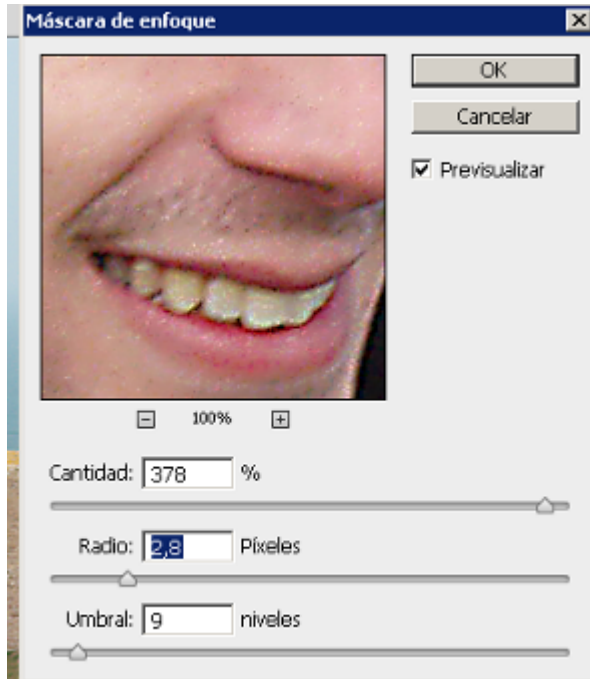 Máscara de enfoque
OK
Cancelar
Previsualizar
100%
Cantidad: 378 %
Radio: 2,8 Píxeles
Umbral: 9 niveles